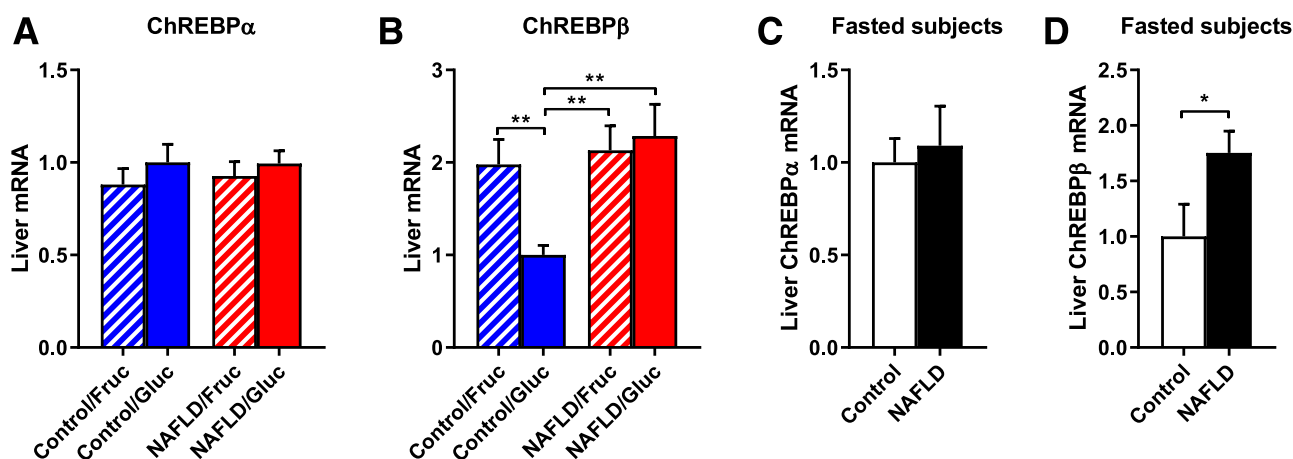 A
ChREBPα
Liver mRNA
1.5
1.0
0.5
0.0
Control/Fruc
Control/Gluc
NAFLD/Fruc
NAFLD/Gluc
B
ChREBPβ
Liver mRNA
3
2
1
0
**
**
**
Control/Fruc
Control/Gluc
NAFLD/Fruc
NAFLD/Gluc
C
Fasted subjects
Liver ChREBPα mRNA
1.5
1.0
0.5
0.0
Control
NAFLD
D
Fasted subjects
Liver ChREBPβ mRNA
2.5
2.0
1.5
1.0
0.5
0.0
*
Control
NAFLD